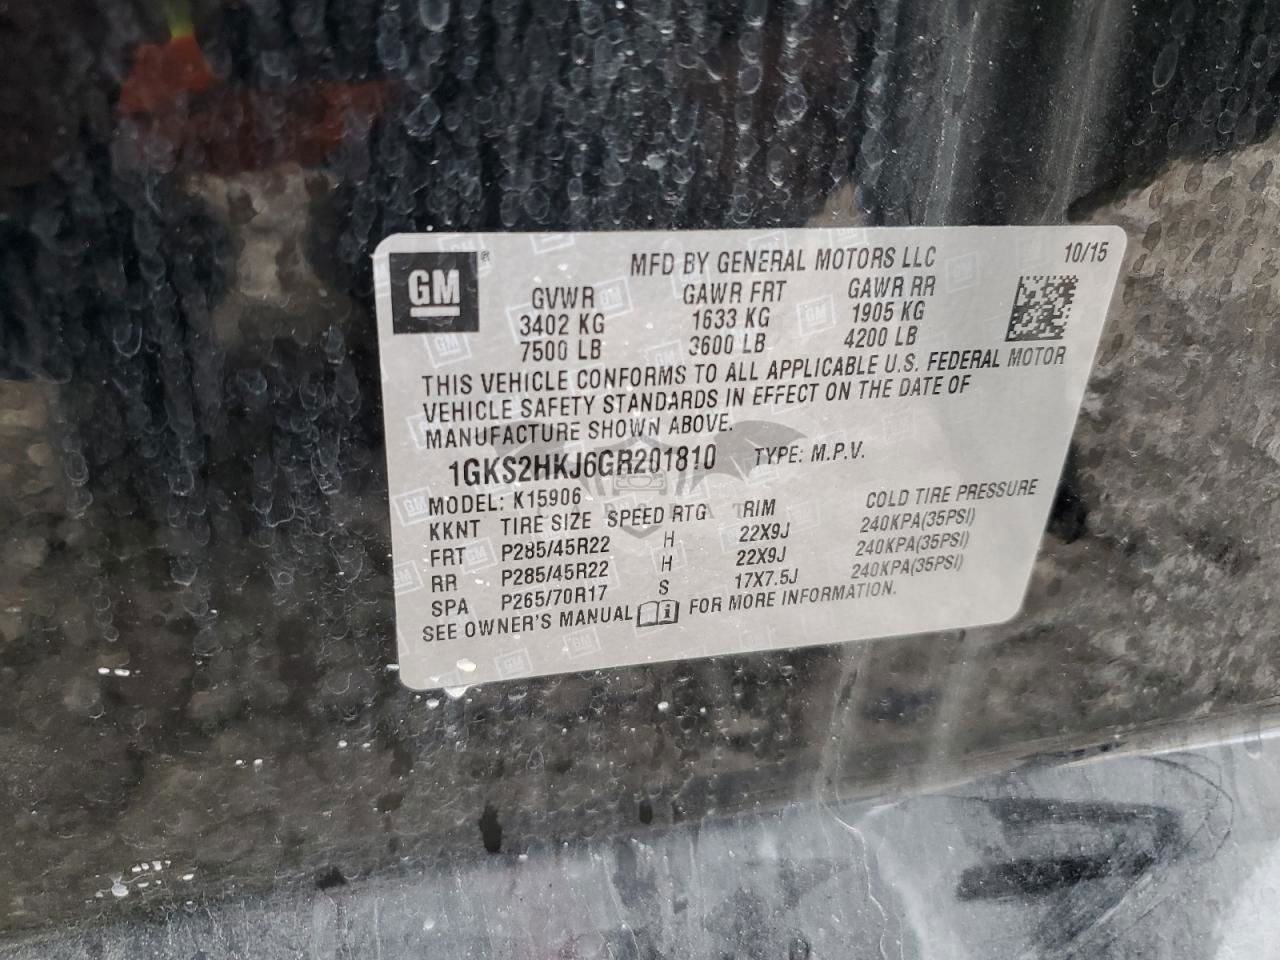 GM®
MFD BY GENERAL MOTORS LLC 10/15
GVWR GAWR FRT GAWR RR
3402 KG 1633 KG 1905 KG
7500 LB 3600 LB 4200 LB
THIS VEHICLE CONFORMS TO ALL APPLICABLE U.S. FEDERAL MOTOR
VEHICLE SAFETY STANDARDS IN EFFECT ON THE DATE OF
MANUFACTURE SHOWN ABOVE.
1GKS2HKJ6GR201810 TYPE: M.P.V.
MODEL: K15906
KKNT TIRE SIZE SPEED RTG RIM COLD TIRE PRESSURE
FRT P285/45R22 H 22X9J 240KPA(35PSI)
RR P285/45R22 H 22X9J 240KPA(35PSI)
SPA P265/70R17 S 17X7.5J 240KPA(35PSI)
SEE OWNER'S MANUAL FOR MORE INFORMATION.